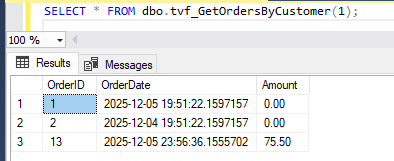 SELECT * FROM dbo.tvf_GetOrdersByCustomer(1);
100 %
Results Messages
OrderID OrderDate Amount
1 1 2025-12-05 19:51:22.1597157 0.00
2 2 2025-12-04 19:51:22.1597157 0.00
3 13 2025-12-05 23:56:36.1555702 75.50